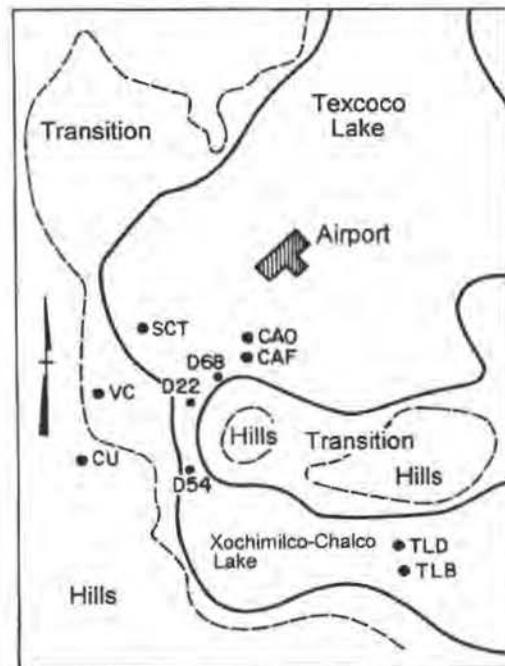 Texcoco
Lake
Transition
Airport
SCT
CAO
CAF
D68
D22
VC
Hills
Transition
Hills
CU
D54
Xochimilco-Chalco
Lake
TLD
TLB
Hills